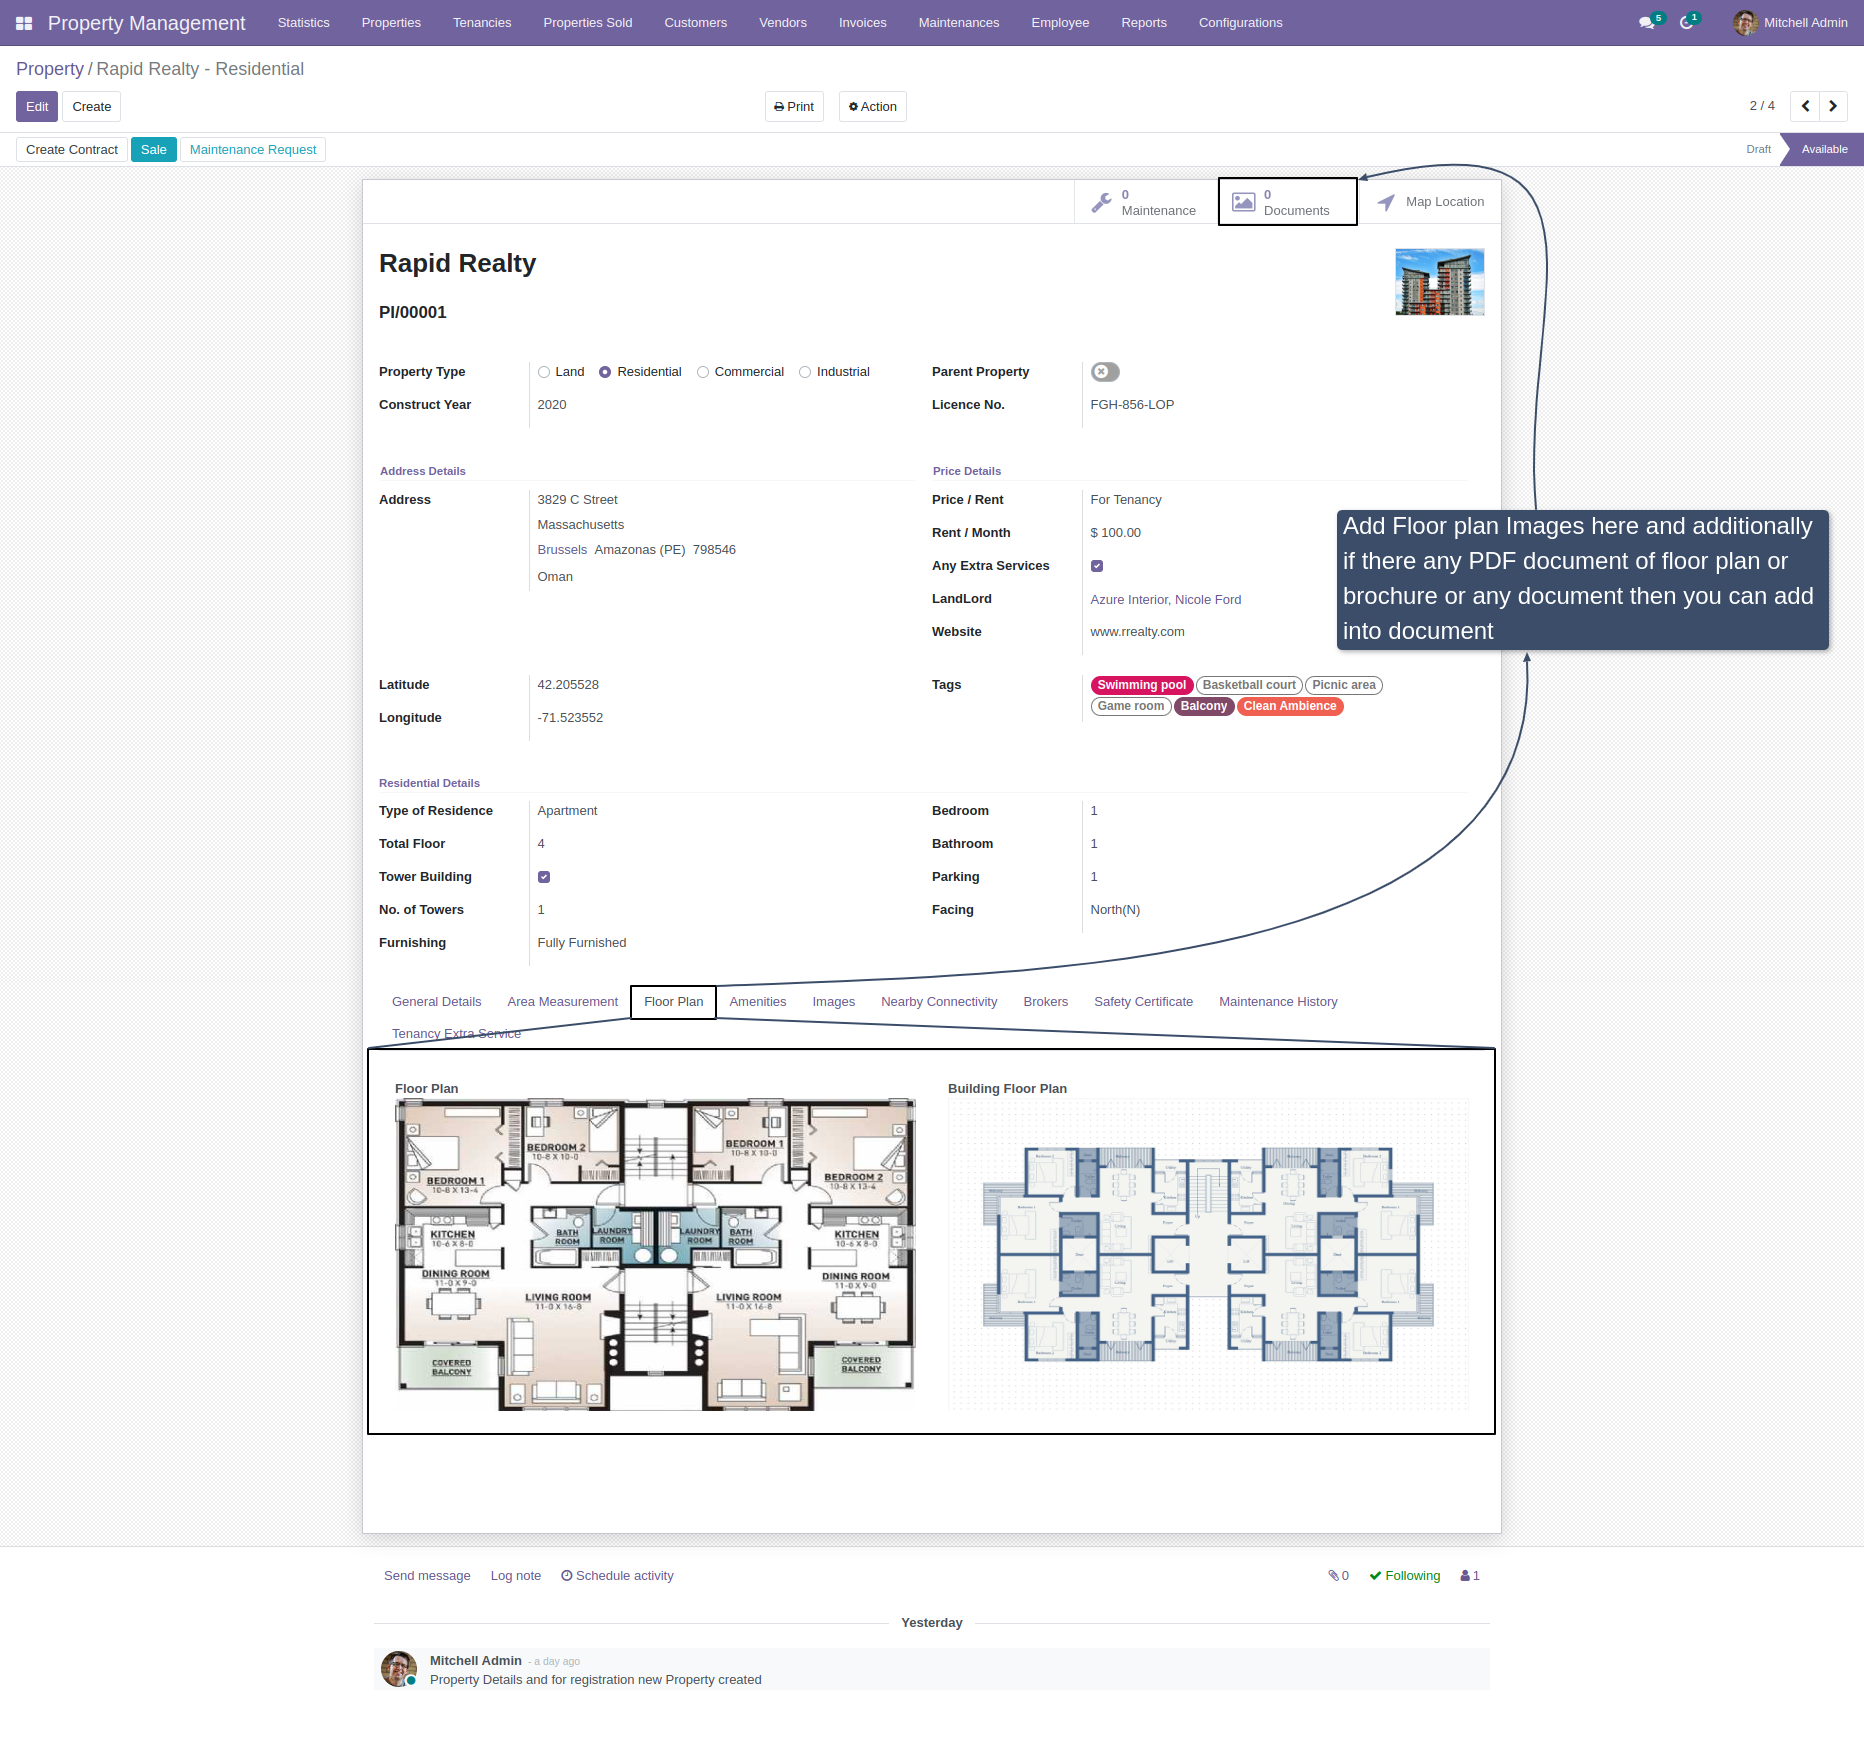 Property Management Statistics Properties Tenancies Properties Sold Customers Vendors Invoices Maintenances Employee Reports Configurations 5 1 Mitchell Admin
Property / Rapid Realty - Residential
Edit Create Print Action 2 / 4
Create Contract Sale Maintenance Request Draft Available
0 Maintenance
0 Documents
Map Location
Rapid Realty
PI/00001
Property Type Land Residential Commercial Industrial
Parent Property
Construct Year 2020
Licence No. FGH-856-LOP
Address Details
Price Details
Address 3829 C Street
Massachusetts
Brussels Amazonas (PE) 798546
Oman
Price / Rent For Tenancy
Rent / Month $ 100.00
Any Extra Services
LandLord Azure Interior, Nicole Ford
Website www.rrealty.com
Add Floor plan Images here and additionally
if there any PDF document of floor plan or
brochure or any document then you can add
into document
Latitude 42.205528
Longitude -71.523552
Tags Swimming pool Basketball court Picnic area
Game room Balcony Clean Ambience
Residential Details
Type of Residence Apartment
Total Floor 4
Tower Building
No. of Towers 1
Furnishing Fully Furnished
Bedroom 1
Bathroom 1
Parking 1
Facing North(N)
General Details Area Measurement Floor Plan Amenities Images Nearby Connectivity Brokers Safety Certificate Maintenance History
Tenancy Extra Service
Floor Plan
BEDROOM 2
10-8 X 10-0
BEDROOM 1
10-8 X 10-0
BEDROOM 1
10-8 X 13-4
BEDROOM 2
10-8 X 13-4
KITCHEN
10-6 X 8-0
BATH
ROOM
LAUNDRY
ROOM
LAUNDRY
ROOM
BATH
ROOM
KITCHEN
10-6 X 8-0
DINING ROOM
11-0 X 9-0
DINING ROOM
11-0 X 9-0
LIVING ROOM
11-0 X 16-8
LIVING ROOM
11-0 X 16-8
COVERED
BALCONY
COVERED
BALCONY
Building Floor Plan
Send message Log note Schedule activity 0 Following 1
Yesterday
Mitchell Admin - a day ago
Property Details and for registration new Property created